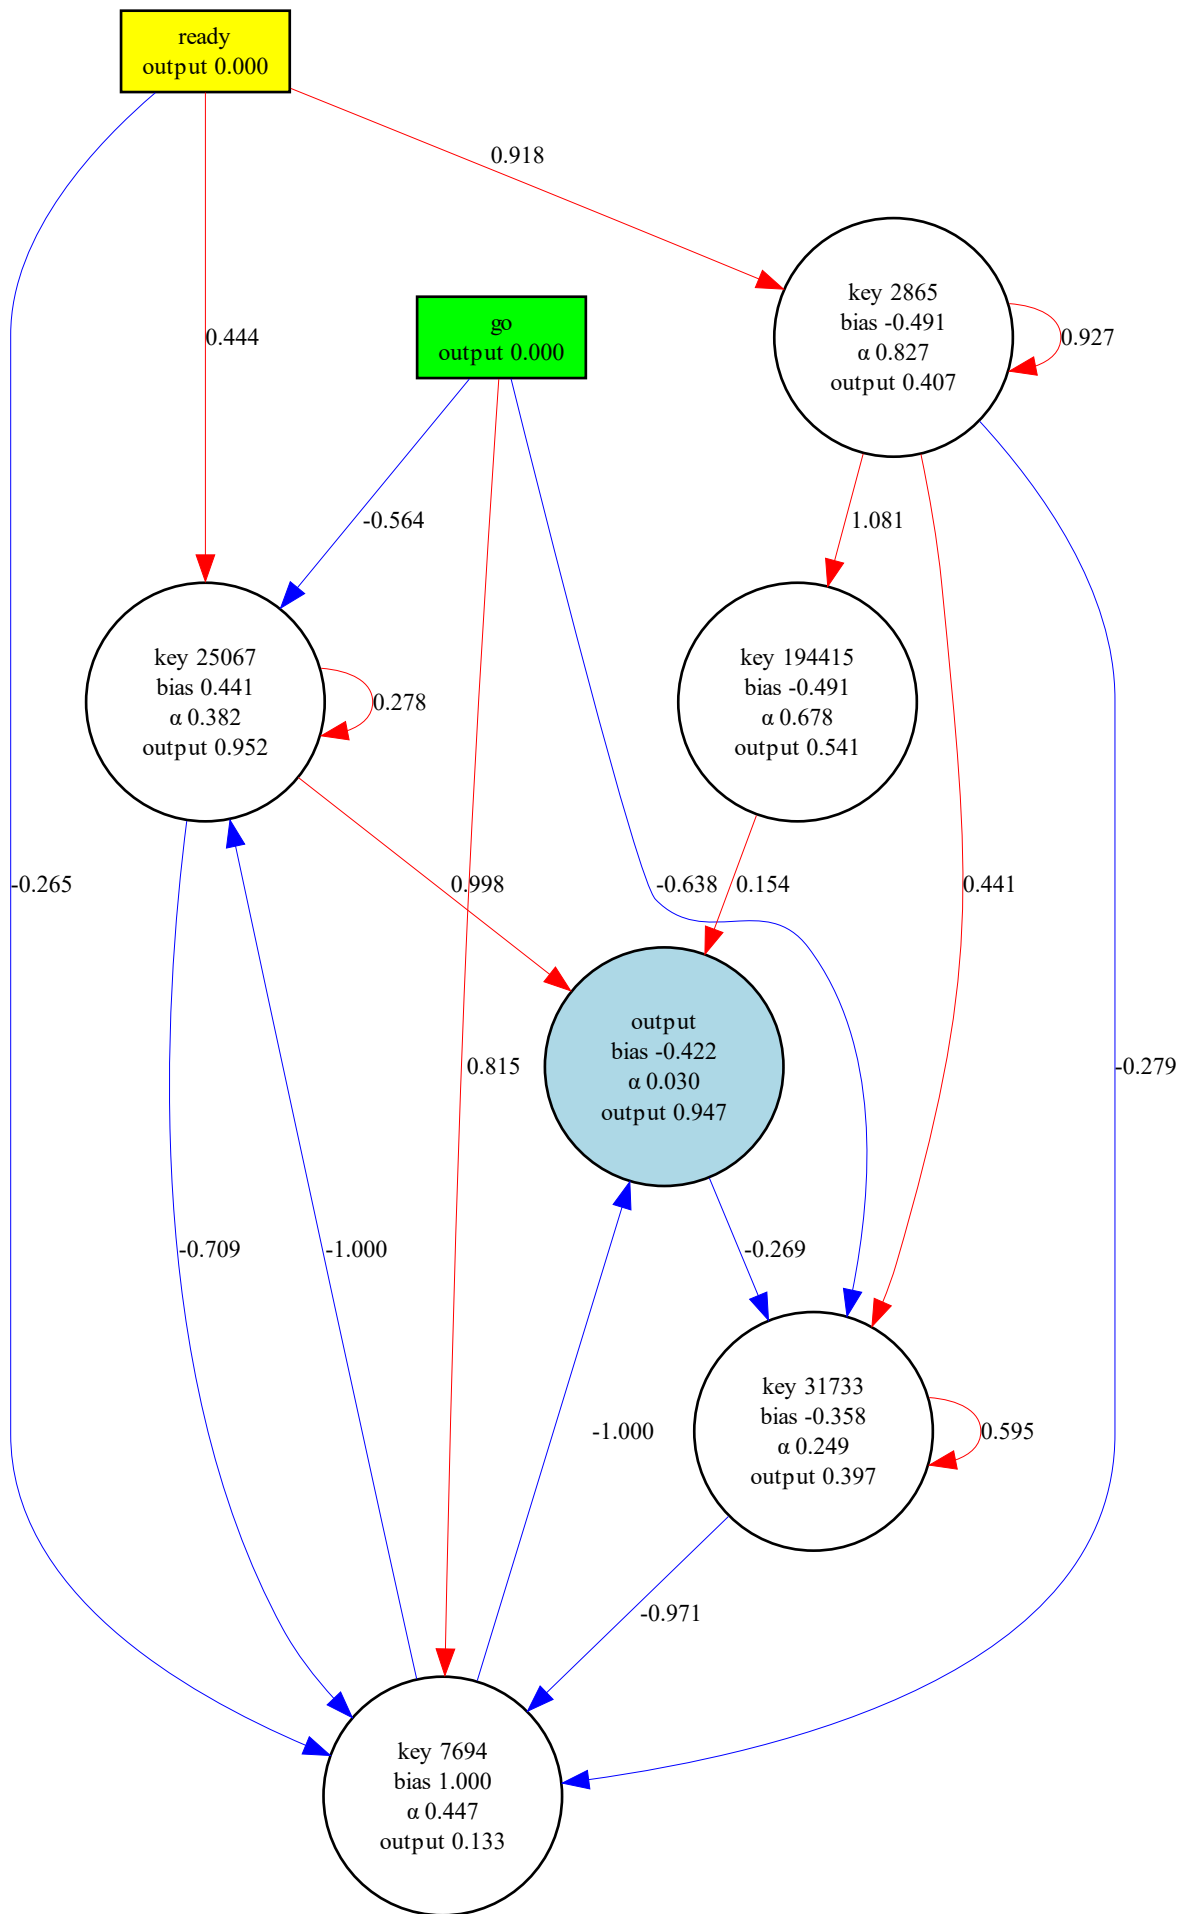 ready
output 0.000
0.918
key 2865
bias -0.491
α 0.827
output 0.407
0.927
0.444
go
output 0.000
-0.564
1.081
key 25067
bias 0.441
α 0.382
output 0.952
0.278
key 194415
bias -0.491
α 0.678
output 0.541
-0.265
0.998
-0.638
0.154
0.441
output
bias -0.422
α 0.030
output 0.947
0.815
-0.279
-0.709
-1.000
-0.269
key 31733
bias -0.358
α 0.249
output 0.397
-1.000
0.595
-0.971
key 7694
bias 1.000
α 0.447
output 0.133